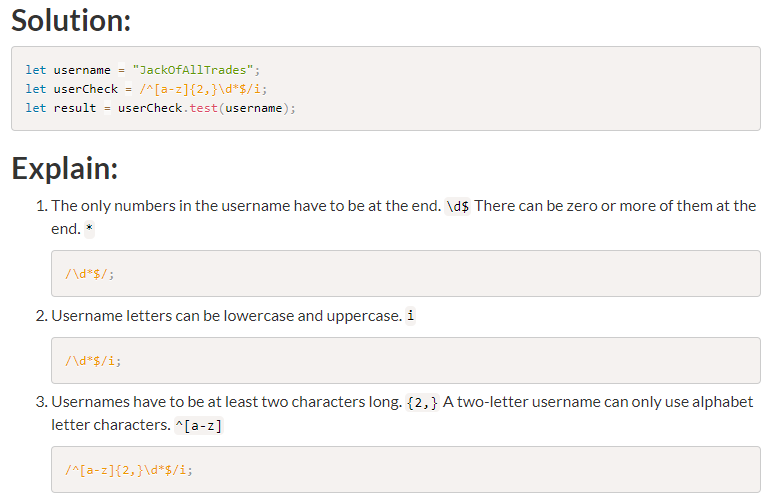 Solution:
let username = "JackOfAllTrades";
let userCheck = /^[a-z]{2,}\d*$/i;
let result = userCheck.test(username);
Explain:
1. The only numbers in the username have to be at the end. \d$ There can be zero or more of them at the
end. *
/\d*$/;
2. Username letters can be lowercase and uppercase. i
/\d*$/i;
3. Usernames have to be at least two characters long. {2,} A two-letter username can only use alphabet
letter characters. ^[a-z]
/^[a-z]{2,}\d*$/i;